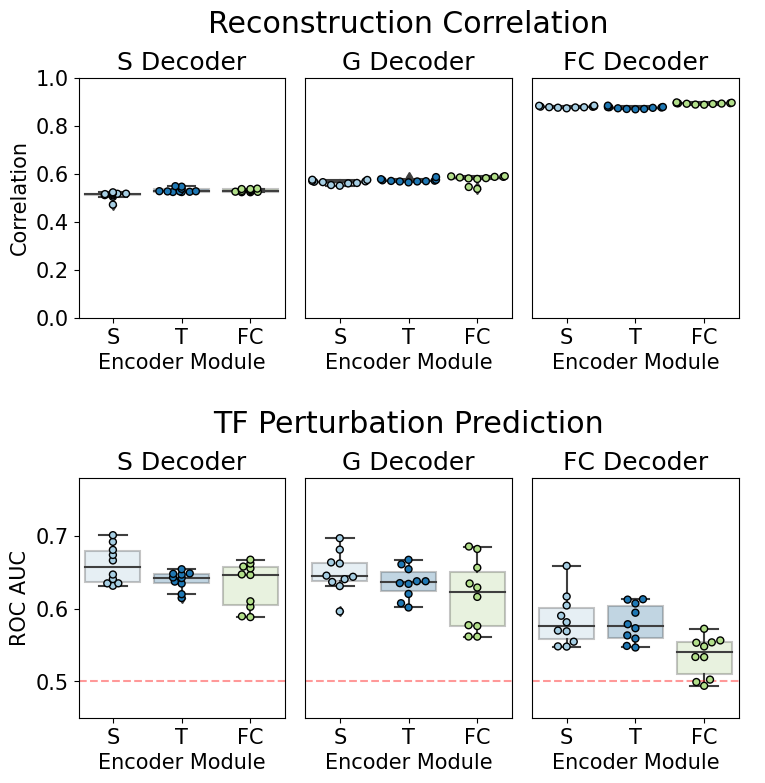 Reconstruction Correlation
S Decoder G Decoder FC Decoder
1.0
0.8
0.6
0.4
0.2
0.0
Correlation
S T FC S T FC S T FC
Encoder Module Encoder Module Encoder Module
TF Perturbation Prediction
S Decoder G Decoder FC Decoder
0.7
0.6
0.5
ROC AUC
S T FC S T FC S T FC
Encoder Module Encoder Module Encoder Module